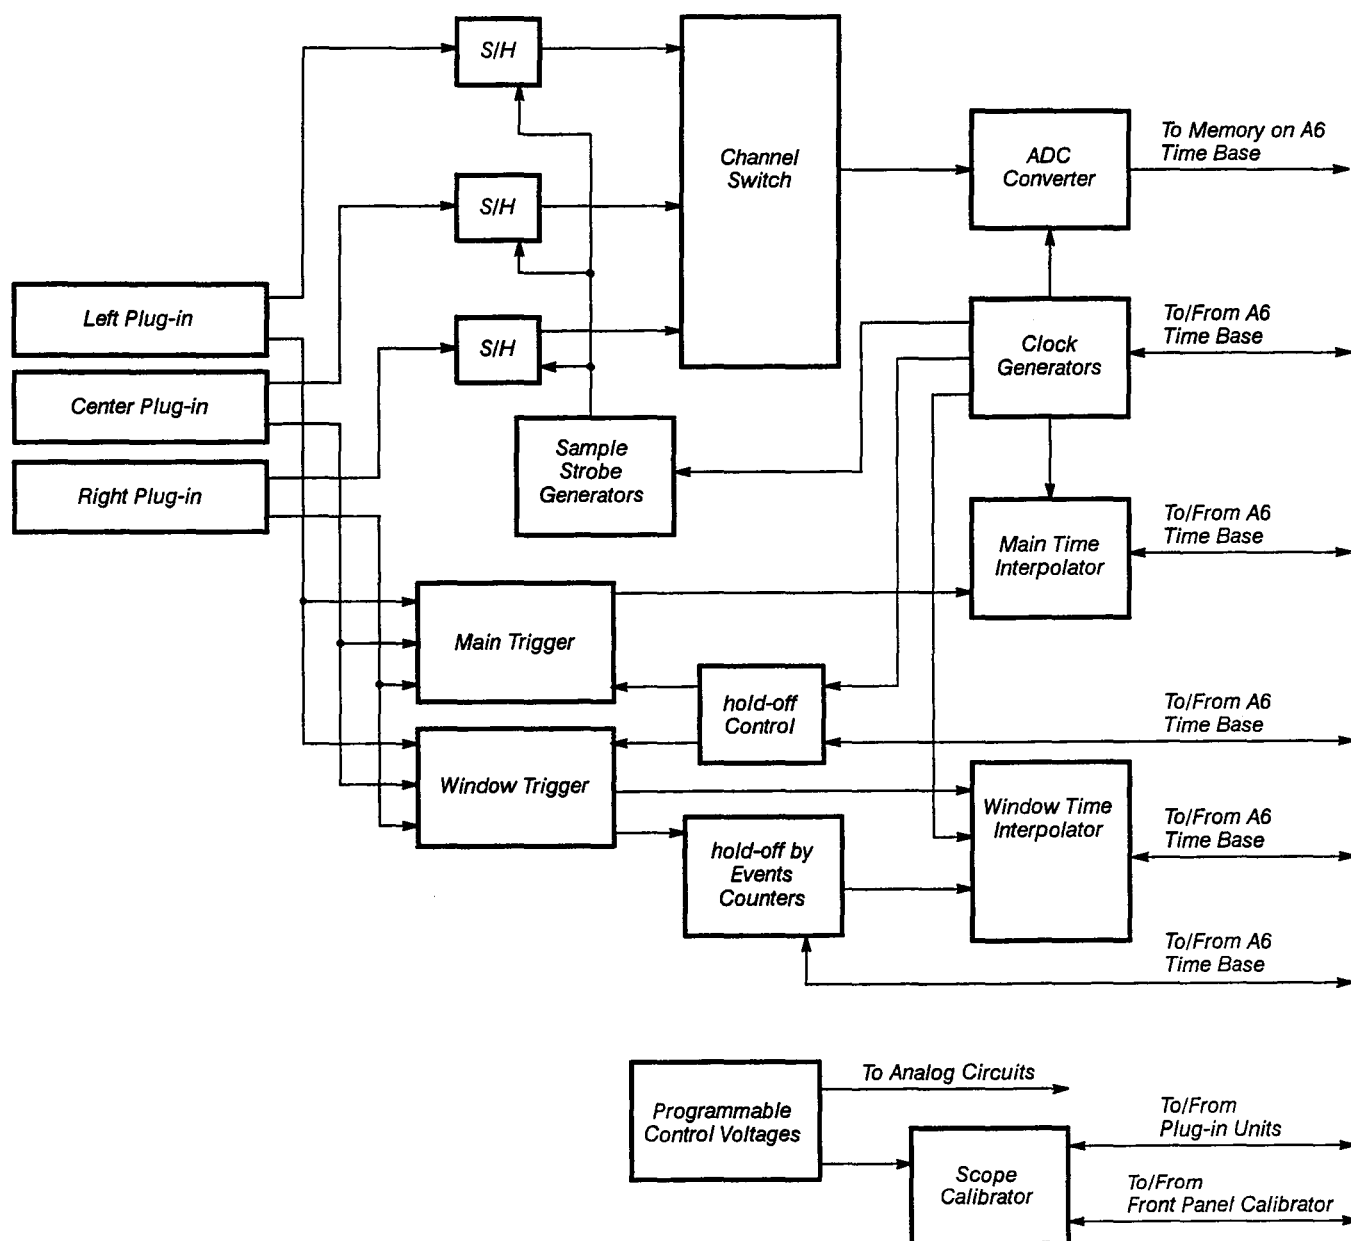 S/H
Channel
Switch
ADC
Converter
To Memory on A6
Time Base
S/H
Left Plug-in
S/H
Clock
Generators
To/From A6
Time Base
Center Plug-in
Sample
Strobe
Generators
Right Plug-in
Main Time
Interpolator
To/From A6
Time Base
Main Trigger
hold-off
Control
To/From A6
Time Base
Window Trigger
Window Time
Interpolator
To/From A6
Time Base
hold-off by
Events
Counters
To/From A6
Time Base
Programmable
Control Voltages
To Analog Circuits
Scope
Calibrator
To/From
Plug-in Units
To/From
Front Panel Calibrator